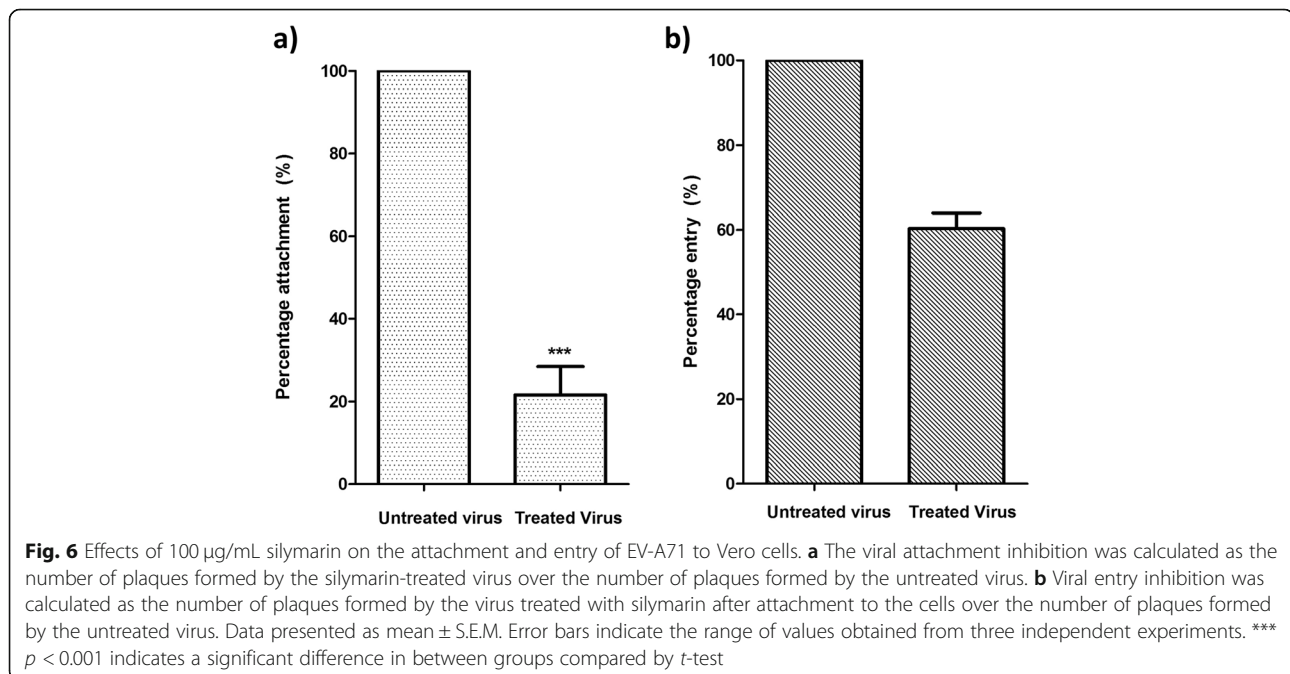 a)
b)
Percentage attachment (%)
100
80
60
40
20
0
***
Untreated virus Treated Virus
Percentage entry (%)
100
80
60
40
20
0
Untreated virus Treated Virus
Fig. 6 Effects of 100 μg/mL silymarin on the attachment and entry of EV-A71 to Vero cells. a The viral attachment inhibition was calculated as the
number of plaques formed by the silymarin-treated virus over the number of plaques formed by the untreated virus. b Viral entry inhibition was
calculated as the number of plaques formed by the virus treated with silymarin after attachment to the cells over the number of plaques formed
by the untreated virus. Data presented as mean ± S.E.M. Error bars indicate the range of values obtained from three independent experiments. ***
p < 0.001 indicates a significant difference in between groups compared by t-test